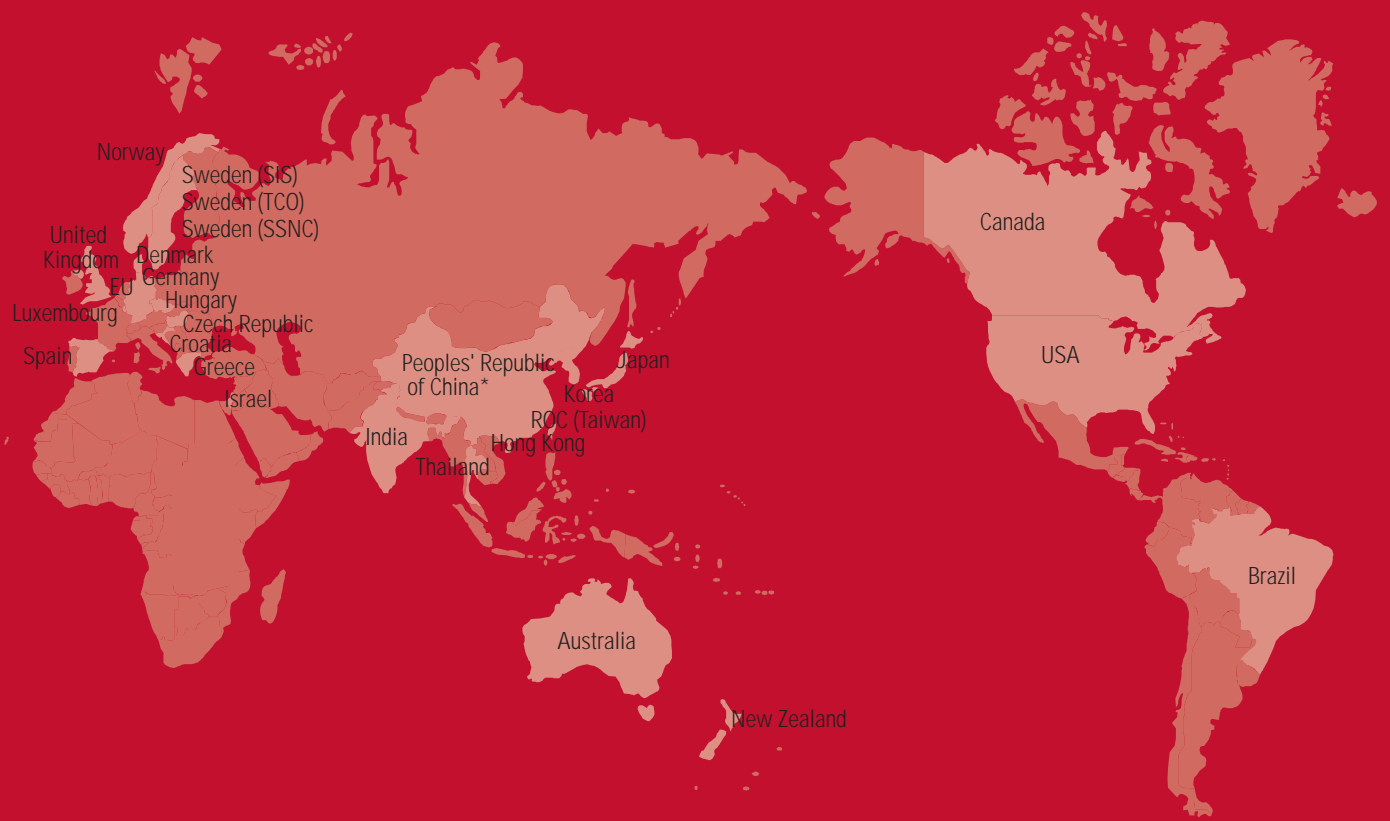 Norway
Sweden (SIS)
Sweden (TCO)
Sweden (SSNC)
United
Kingdom
Denmark
Germany
EU
Hungary
Luxembourg
Czech Republic
Croatia
Spain
Greece
Israel
Peoples' Republic
of China*
Japan
Korea
ROC (Taiwan)
Hong Kong
India
Thailand
Canada
USA
Brazil
Australia
New Zealand